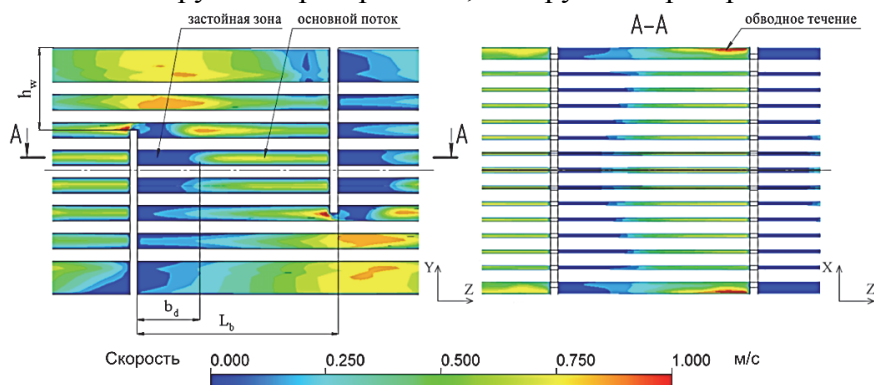 застойная зона
основной поток
А–А
обводное течение
h_w
А
А
Y
Z
X
Z
b_d
L_b
Скорость 0.000 0.250 0.500 0.750 1.000 м/с